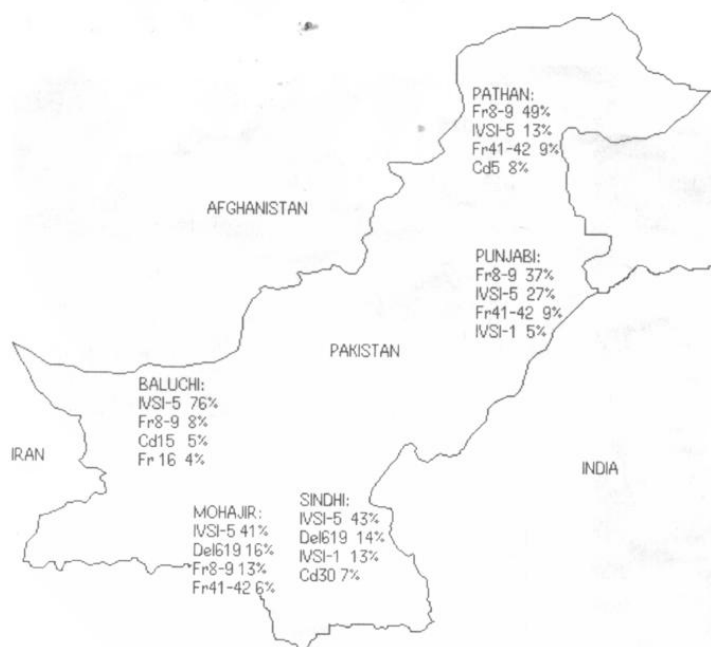 PATHAN:
Fr8-9 49%
IVSI-5 13%
Fr41-42 9%
Cd5 8%
AFGHANISTAN
PUNJABI:
Fr8-9 37%
IVSI-5 27%
Fr41-42 9%
IVSI-1 5%
PAKISTAN
BALUCHI:
IVSI-5 76%
Fr8-9 8%
Cd15 5%
Fr 16 4%
IRAN
INDIA
MOHAJIR:
IVSI-5 41%
Del619 16%
Fr8-9 13%
Fr41-42 6%
SINDHI:
IVSI-5 43%
Del619 14%
IVSI-1 13%
Cd30 7%